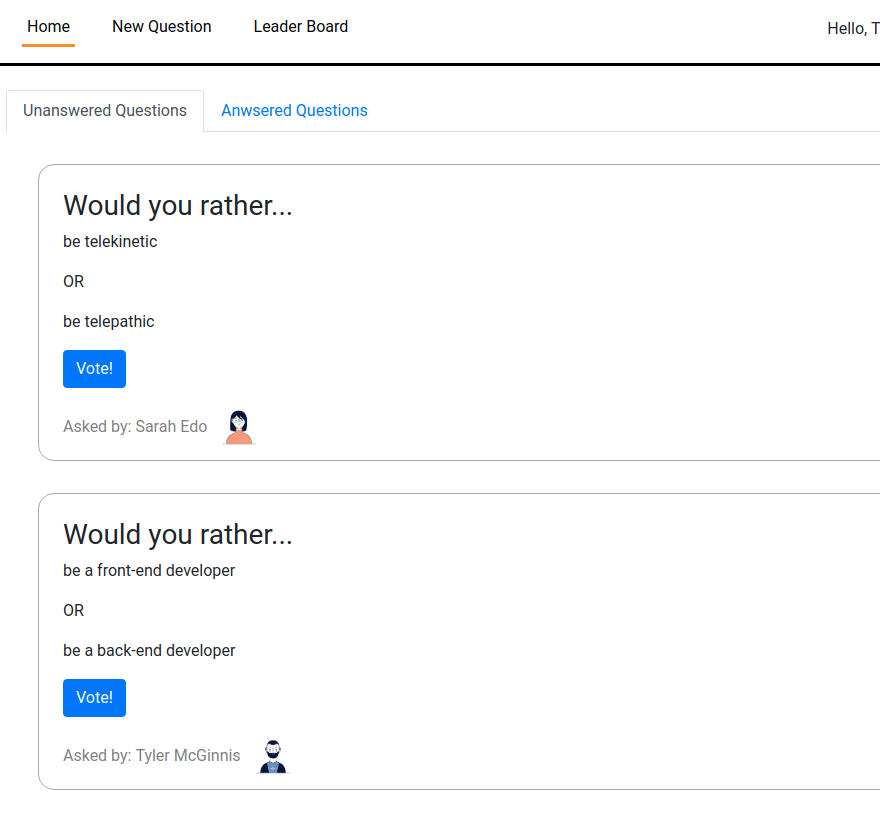 Home New Question Leader Board Hello, T
Unanswered Questions Anwsered Questions
Would you rather...
be telekinetic
OR
be telepathic
Vote!
Asked by: Sarah Edo
Would you rather...
be a front-end developer
OR
be a back-end developer
Vote!
Asked by: Tyler McGinnis